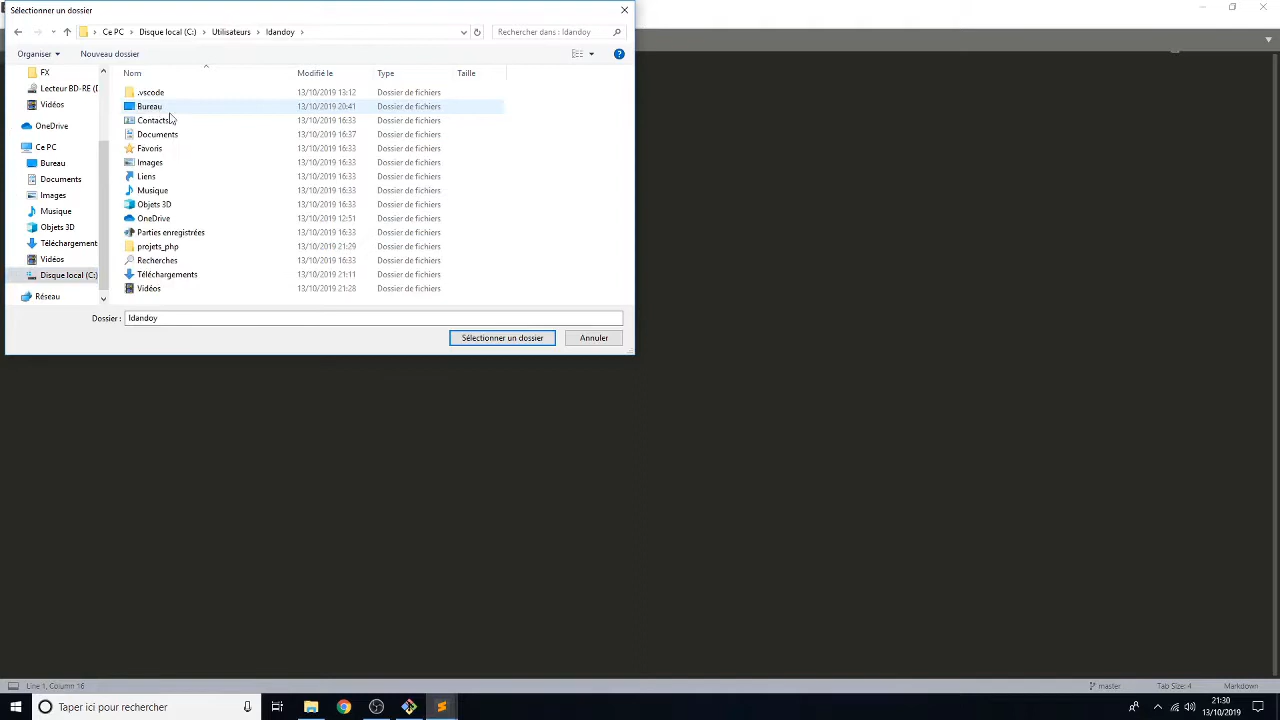 Sélectionner un dossier
Ce PC > Disque local (C:) > Utilisateurs > ldandoy >
Rechercher dans : ldandoy
Organiser
Nouveau dossier
Nom Modifié le Type Taille
FX
Lecteur BD-RE (D
Vidéos
OneDrive
Ce PC
Bureau
Documents
Images
Musique
Objets 3D
Téléchargement
Vidéos
Disque local (C:)
Réseau
.vscode 13/10/2019 13:12 Dossier de fichiers
Bureau 13/10/2019 20:41 Dossier de fichiers
Contacts 13/10/2019 16:33 Dossier de fichiers
Documents 13/10/2019 16:37 Dossier de fichiers
Favoris 13/10/2019 16:33 Dossier de fichiers
Images 13/10/2019 16:33 Dossier de fichiers
Liens 13/10/2019 16:33 Dossier de fichiers
Musique 13/10/2019 16:33 Dossier de fichiers
Objets 3D 13/10/2019 16:33 Dossier de fichiers
OneDrive 13/10/2019 12:51 Dossier de fichiers
Parties enregistrées 13/10/2019 16:33 Dossier de fichiers
projets_php 13/10/2019 21:29 Dossier de fichiers
Recherches 13/10/2019 16:33 Dossier de fichiers
Téléchargements 13/10/2019 21:11 Dossier de fichiers
Vidéos 13/10/2019 21:28 Dossier de fichiers
Dossier : ldandoy
Sélectionner un dossier Annuler
Line 1, Column 16 master Tab Size: 4 Markdown
Taper ici pour rechercher
21:30
13/10/2019